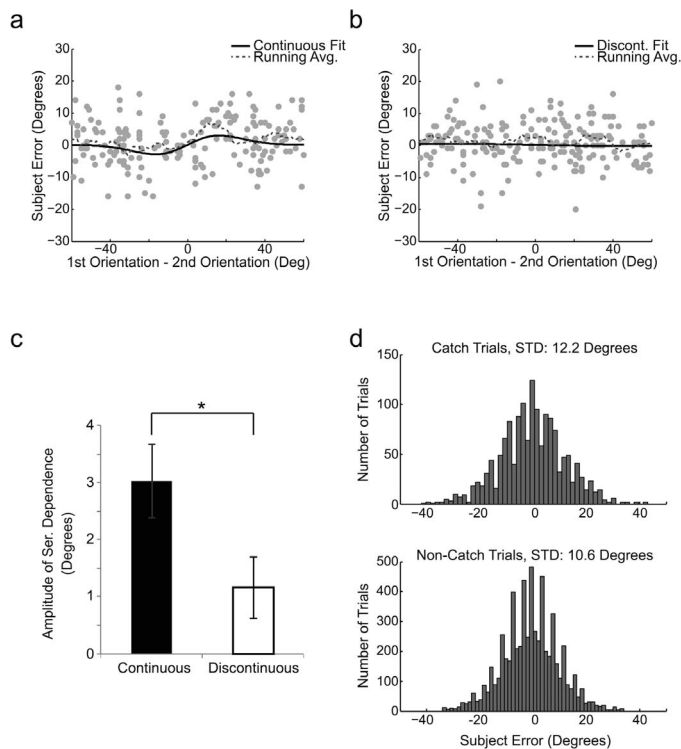 a
Continuous Fit
Running Avg.
30
20
10
0
−10
−20
−30
Subject Error (Degrees)
−40
0
40
1st Orientation - 2nd Orientation (Deg)
b
Discont. Fit
Running Avg.
30
20
10
0
−10
−20
−30
Subject Error (Degrees)
−40
0
40
1st Orientation - 2nd Orientation (Deg)
c
*
4
3
2
1
0
Amplitude of Ser. Dependence
(Degrees)
Continuous
Discontinuous
d
Catch Trials, STD: 12.2 Degrees
150
100
50
0
Number of Trials
−40
-20
0
20
40
Non-Catch Trials, STD: 10.6 Degrees
500
400
300
200
100
0
Number of Trials
−40
-20
0
20
40
Subject Error (Degrees)